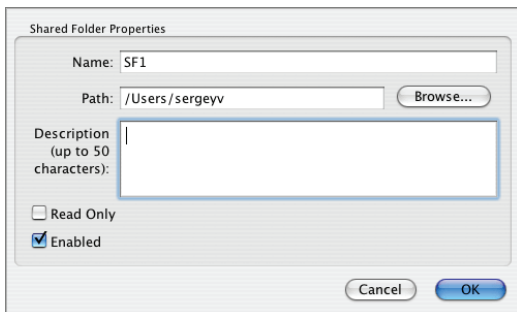 Shared Folder Properties
Name: SF1
Path: /Users/sergeyv Browse...
Description
(up to 50
characters):
Read Only
Enabled
Cancel OK